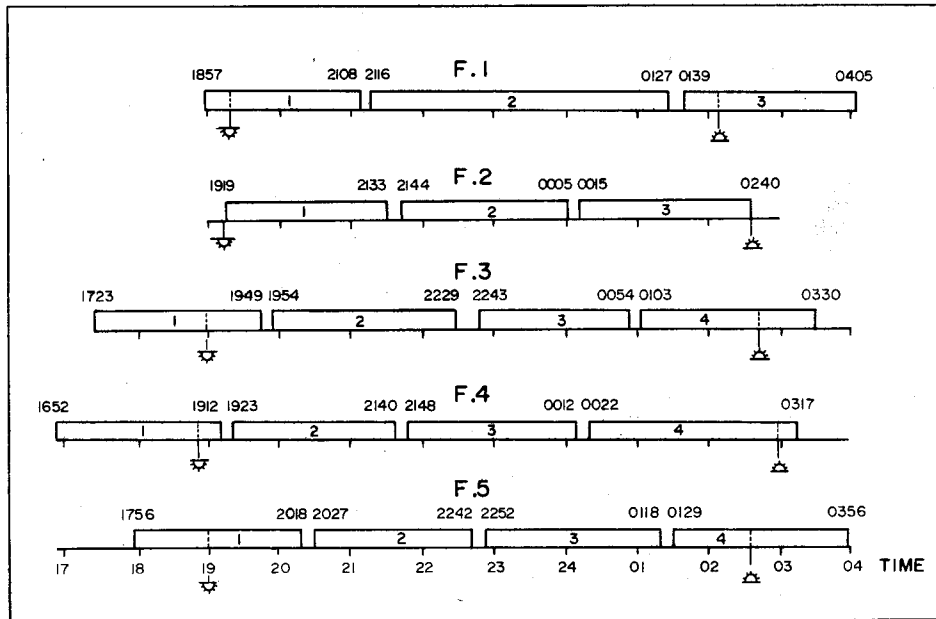 F.1
1857 2108 2116 0127 0139 0405
1 2 3
F.2
1919 2133 2144 0005 0015 0240
1 2 3
F.3
1723 1949 1954 2229 2243 0054 0103 0330
1 2 3 4
F.4
1652 1912 1923 2140 2148 0012 0022 0317
1 2 3 4
F.5
1756 2018 2027 2242 2252 0118 0129 0356
1 2 3 4
17 18 19 20 21 22 23 24 01 02 03 04 TIME